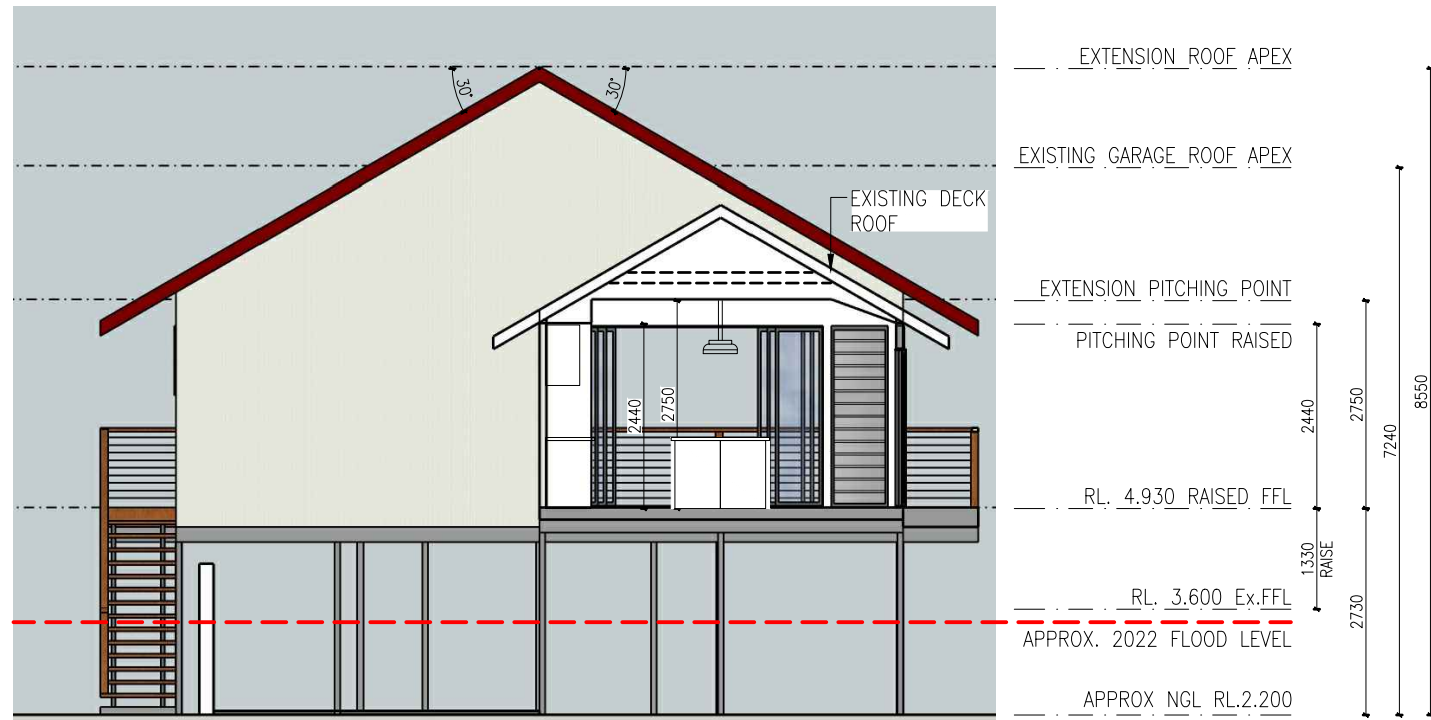 EXTENSION ROOF APEX
30°
30°
EXISTING GARAGE ROOF APEX
EXISTING DECK
ROOF
EXTENSION PITCHING POINT
PITCHING POINT RAISED
2440
2750
2440
2750
7240
8550
RL. 4.930 RAISED FFL
1330
RAISE
RL. 3.600 Ex.FFL
2730
APPROX. 2022 FLOOD LEVEL
APPROX NGL RL.2.200